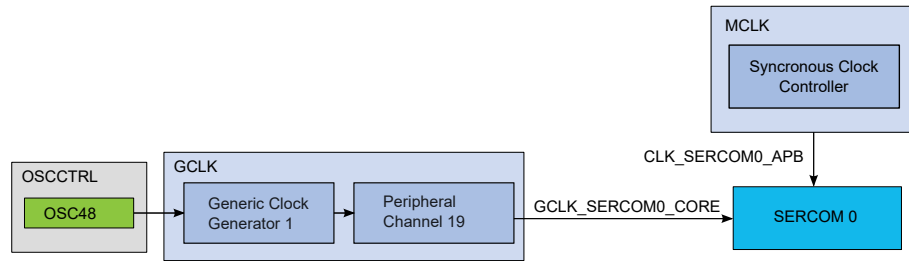 MCLK
Syncronous Clock
Controller
CLK_SERCOM0_APB
GCLK
OSCCTRL
OSC48
Generic Clock
Generator 1
Peripheral
Channel 19
GCLK_SERCOM0_CORE
SERCOM 0